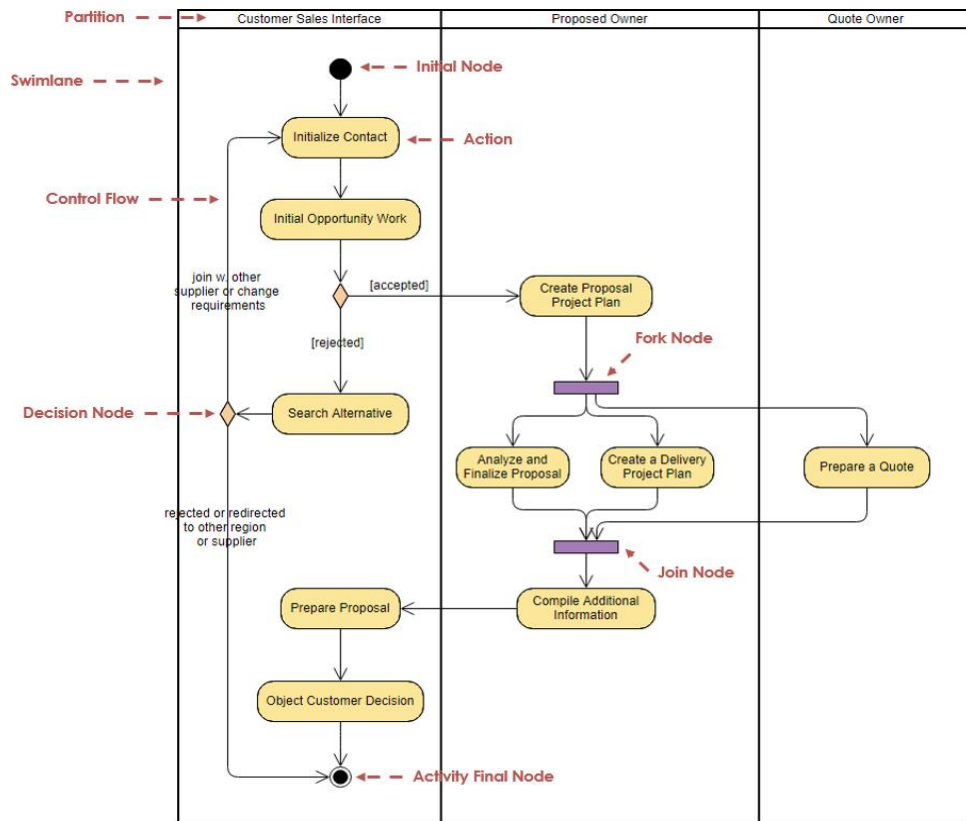 Partition
Customer Sales Interface
Proposed Owner
Quote Owner
Swimlane
Initial Node
Initialize Contact
Action
Control Flow
Initial Opportunity Work
join w. other
supplier or change
requirements
[accepted]
Create Proposal
Project Plan
[rejected]
Fork Node
Decision Node
Search Alternative
Analyze and
Finalize Proposal
Create a Delivery
Project Plan
Prepare a Quote
rejected or redirected
to other region
or supplier
Join Node
Prepare Proposal
Compile Additional
Information
Object Customer Decision
Activity Final Node